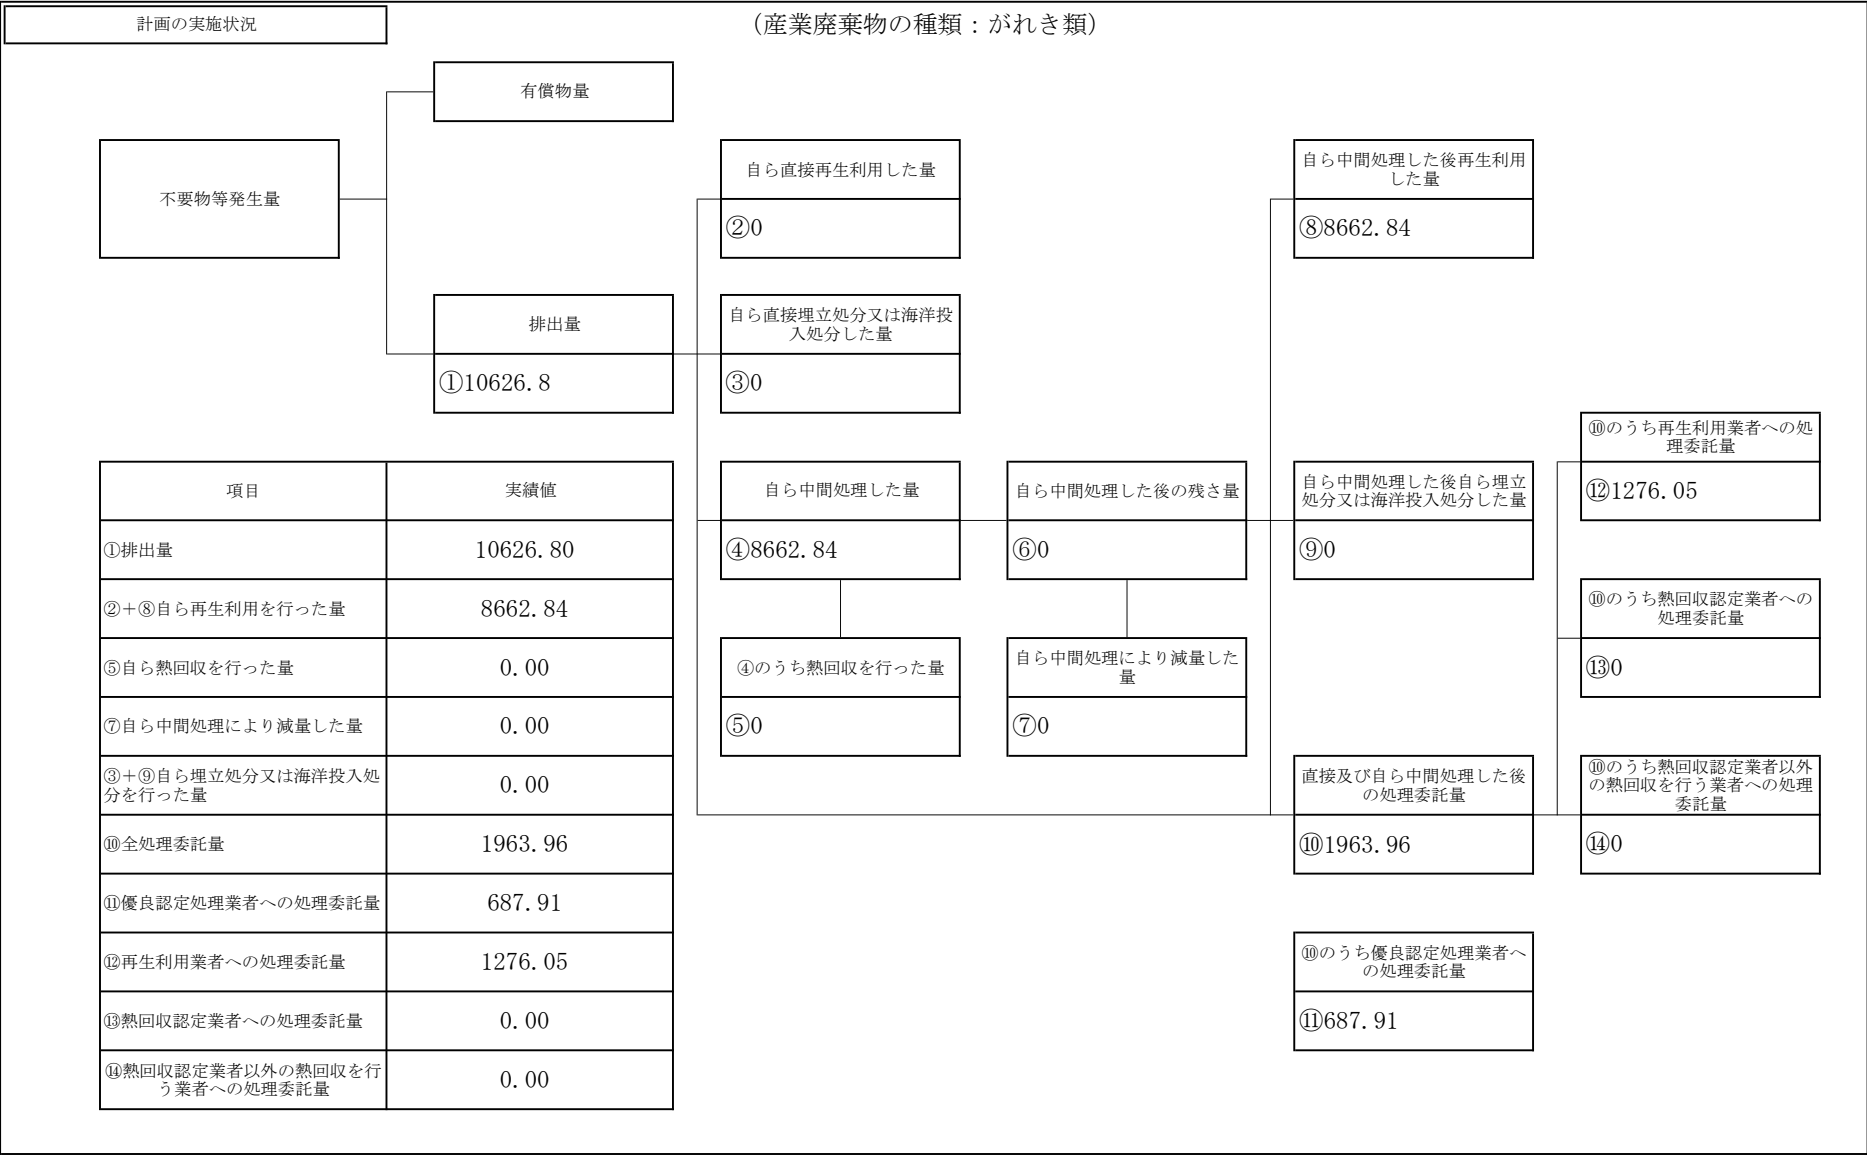 計画の実施状況
（産業廃棄物の種類：がれき類）
有償物量
不要物等発生量
自ら直接再生利用した量
②0
自ら中間処理した後再生利用
した量
⑧8662.84
排出量
①10626.8
自ら直接埋立処分又は海洋投
入処分した量
③0
⑩のうち再生利用業者への処
理委託量
⑫1276.05
自ら中間処理した量
④8662.84
自ら中間処理した後の残さ量
⑥0
自ら中間処理した後自ら埋立
処分又は海洋投入処分した量
⑨0
⑩のうち熱回収認定業者への
処理委託量
⑬0
④のうち熱回収を行った量
⑤0
自ら中間処理により減量した
量
⑦0
直接及び自ら中間処理した後
の処理委託量
⑩1963.96
⑩のうち熱回収認定業者以外
の熱回収を行う業者への処理
委託量
⑭0
⑩のうち優良認定処理業者へ
の処理委託量
⑪687.91
項目 実績値
①排出量 10626.80
②＋⑧自ら再生利用を行った量 8662.84
⑤自ら熱回収を行った量 0.00
⑦自ら中間処理により減量した量 0.00
③＋⑨自ら埋立処分又は海洋投入処
分を行った量 0.00
⑩全処理委託量 1963.96
⑪優良認定処理業者への処理委託量 687.91
⑫再生利用業者への処理委託量 1276.05
⑬熱回収認定業者への処理委託量 0.00
⑭熱回収認定業者以外の熱回収を行
う業者への処理委託量 0.00